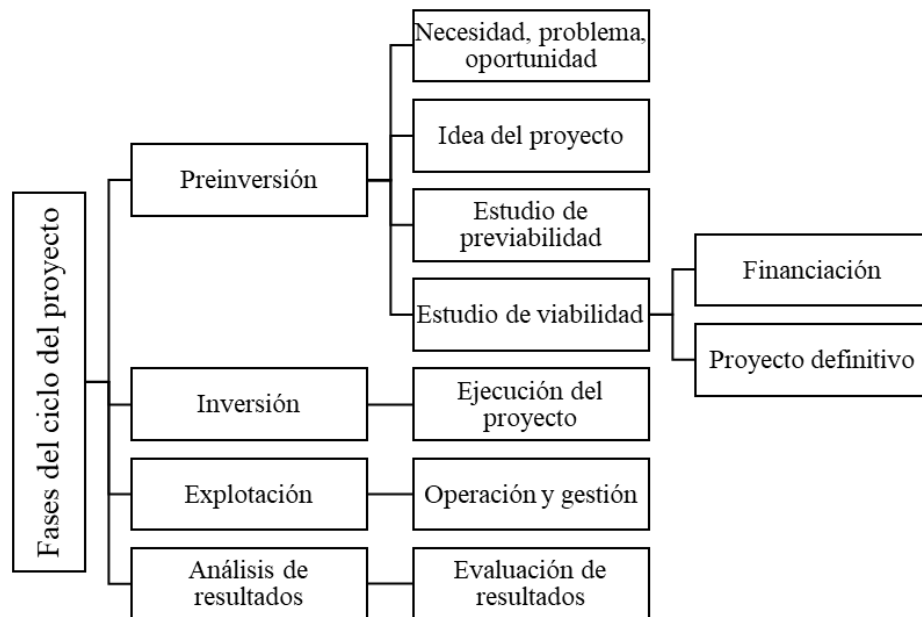 Fases del ciclo del proyecto
Preinversión
Necesidad, problema,
oportunidad
Idea del proyecto
Estudio de
previabilidad
Estudio de viabilidad
Financiación
Proyecto definitivo
Inversión
Ejecución del
proyecto
Explotación
Operación y gestión
Análisis de
resultados
Evaluación de
resultados